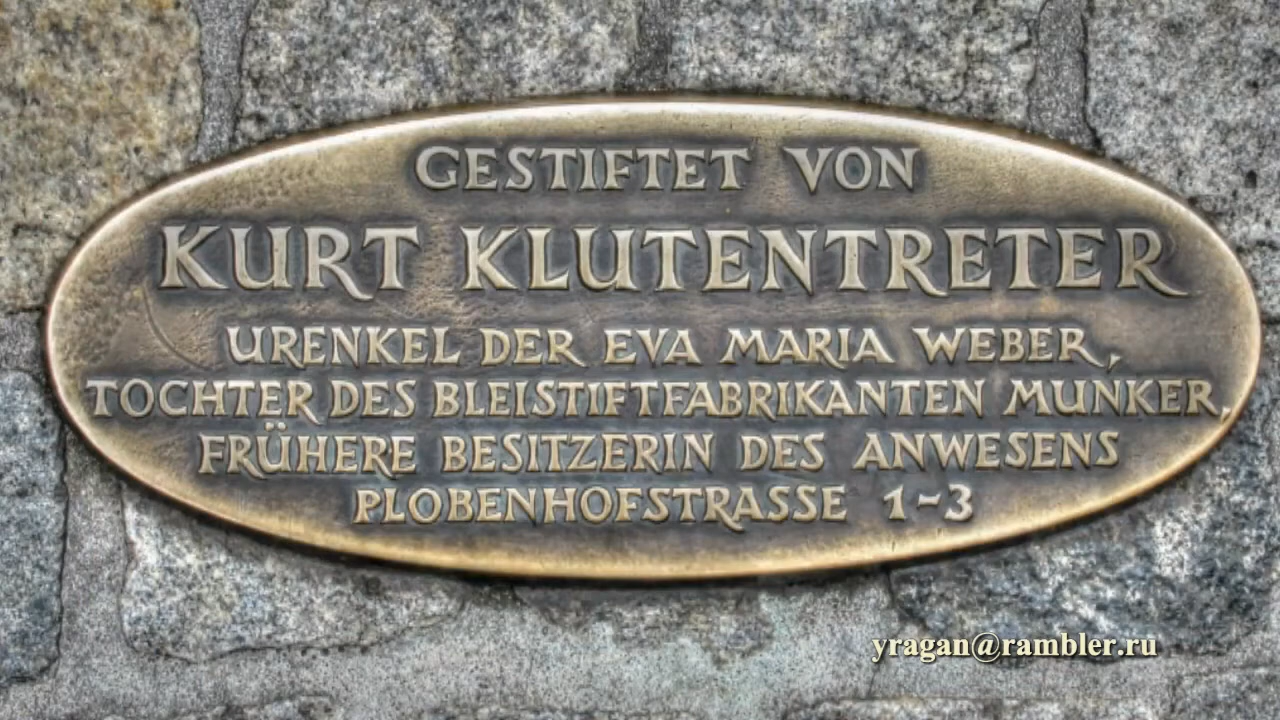 GESTIFTET VON
KURT KLUTENTRETER
URENKEL DER EVA MARIA WEBER,
TOCHTER DES BLEISTIFTFABRIKANTEN MUNKER,
FRÜHERE BESITZERIN DES ANWESENS
PLOBENHOFSTRASSE 1-3
yragan@rambler.ru